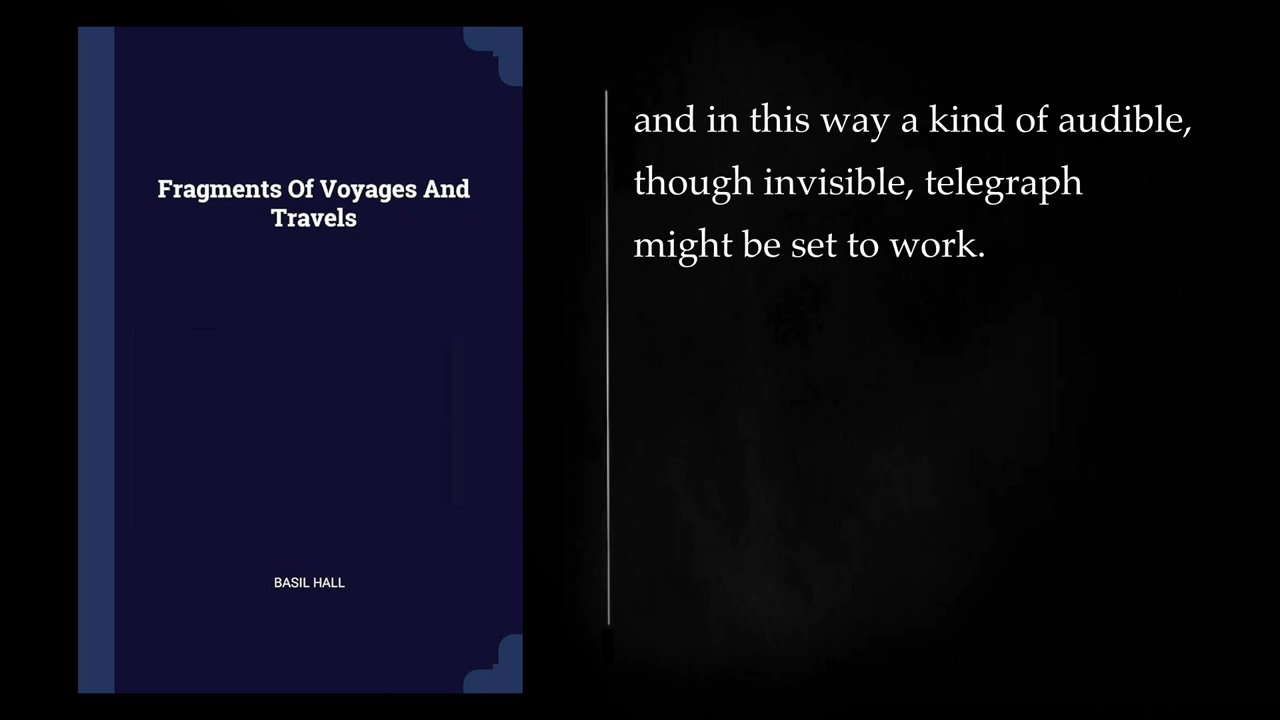 Fragments Of Voyages And
Travels
BASIL HALL
and in this way a kind of audible,
though invisible, telegraph
might be set to work.